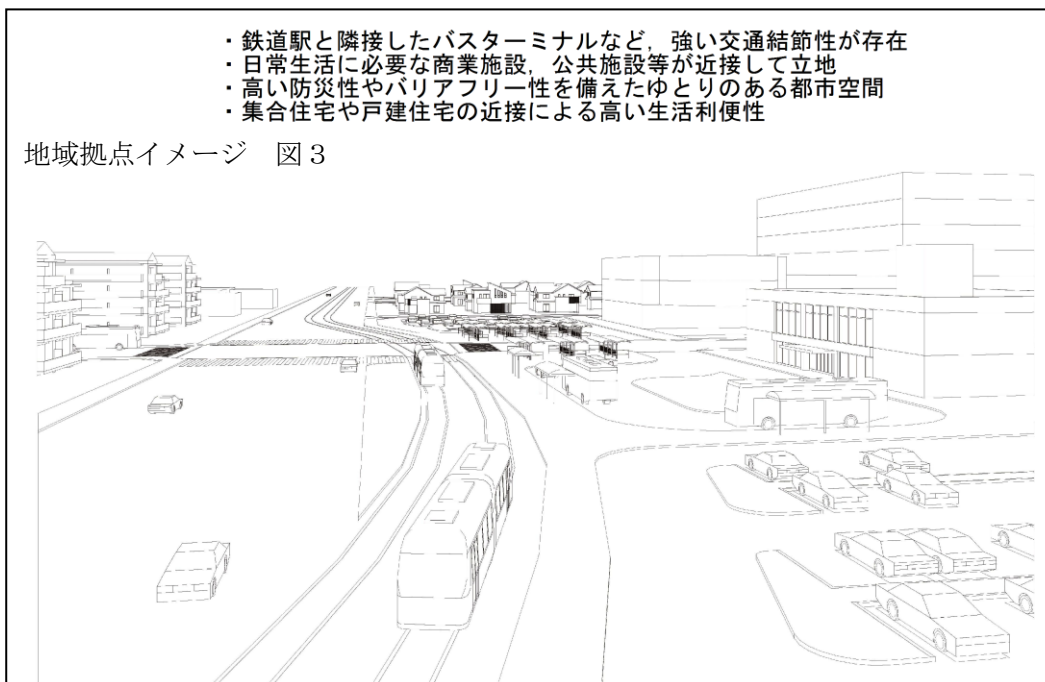 ・鉄道駅と隣接したバスターミナルなど，強い交通結節性が存在
・日常生活に必要な商業施設，公共施設等が近接して立地
・高い防災性やバリアフリー性を備えたゆとりのある都市空間
・集合住宅や戸建住宅の近接による高い生活利便性
地域拠点イメージ　図３